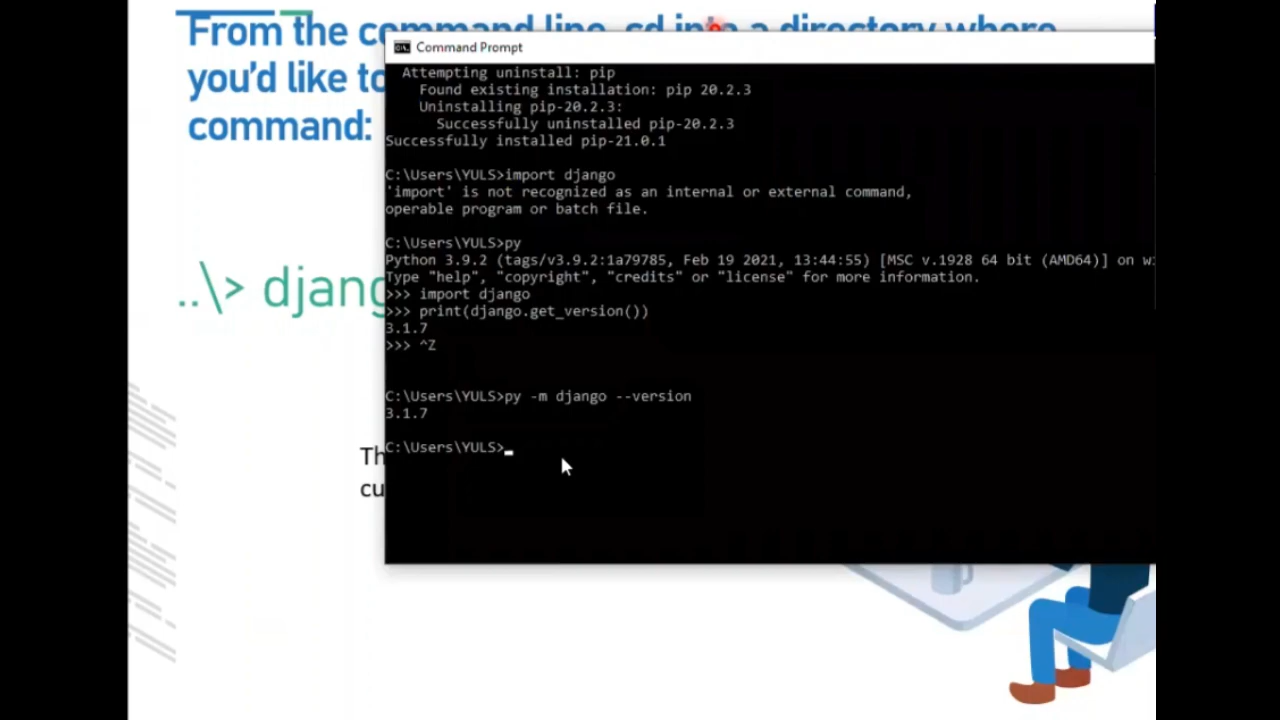 From the command line, cd into a directory where
you'd like to
command:
..\> djang
Th
cu
Command Prompt
Attempting uninstall: pip
Found existing installation: pip 20.2.3
Uninstalling pip-20.2.3:
Successfully uninstalled pip-20.2.3
Successfully installed pip-21.0.1
C:\Users\YULS>import django
'import' is not recognized as an internal or external command,
operable program or batch file.
C:\Users\YULS>py
Python 3.9.2 (tags/v3.9.2:1a79785, Feb 19 2021, 13:44:55) [MSC v.1928 64 bit (AMD64)] on wi
Type "help", "copyright", "credits" or "license" for more information.
>>> import django
>>> print(django.get_version())
3.1.7
>>> ^Z
C:\Users\YULS>py -m django --version
3.1.7
C:\Users\YULS>